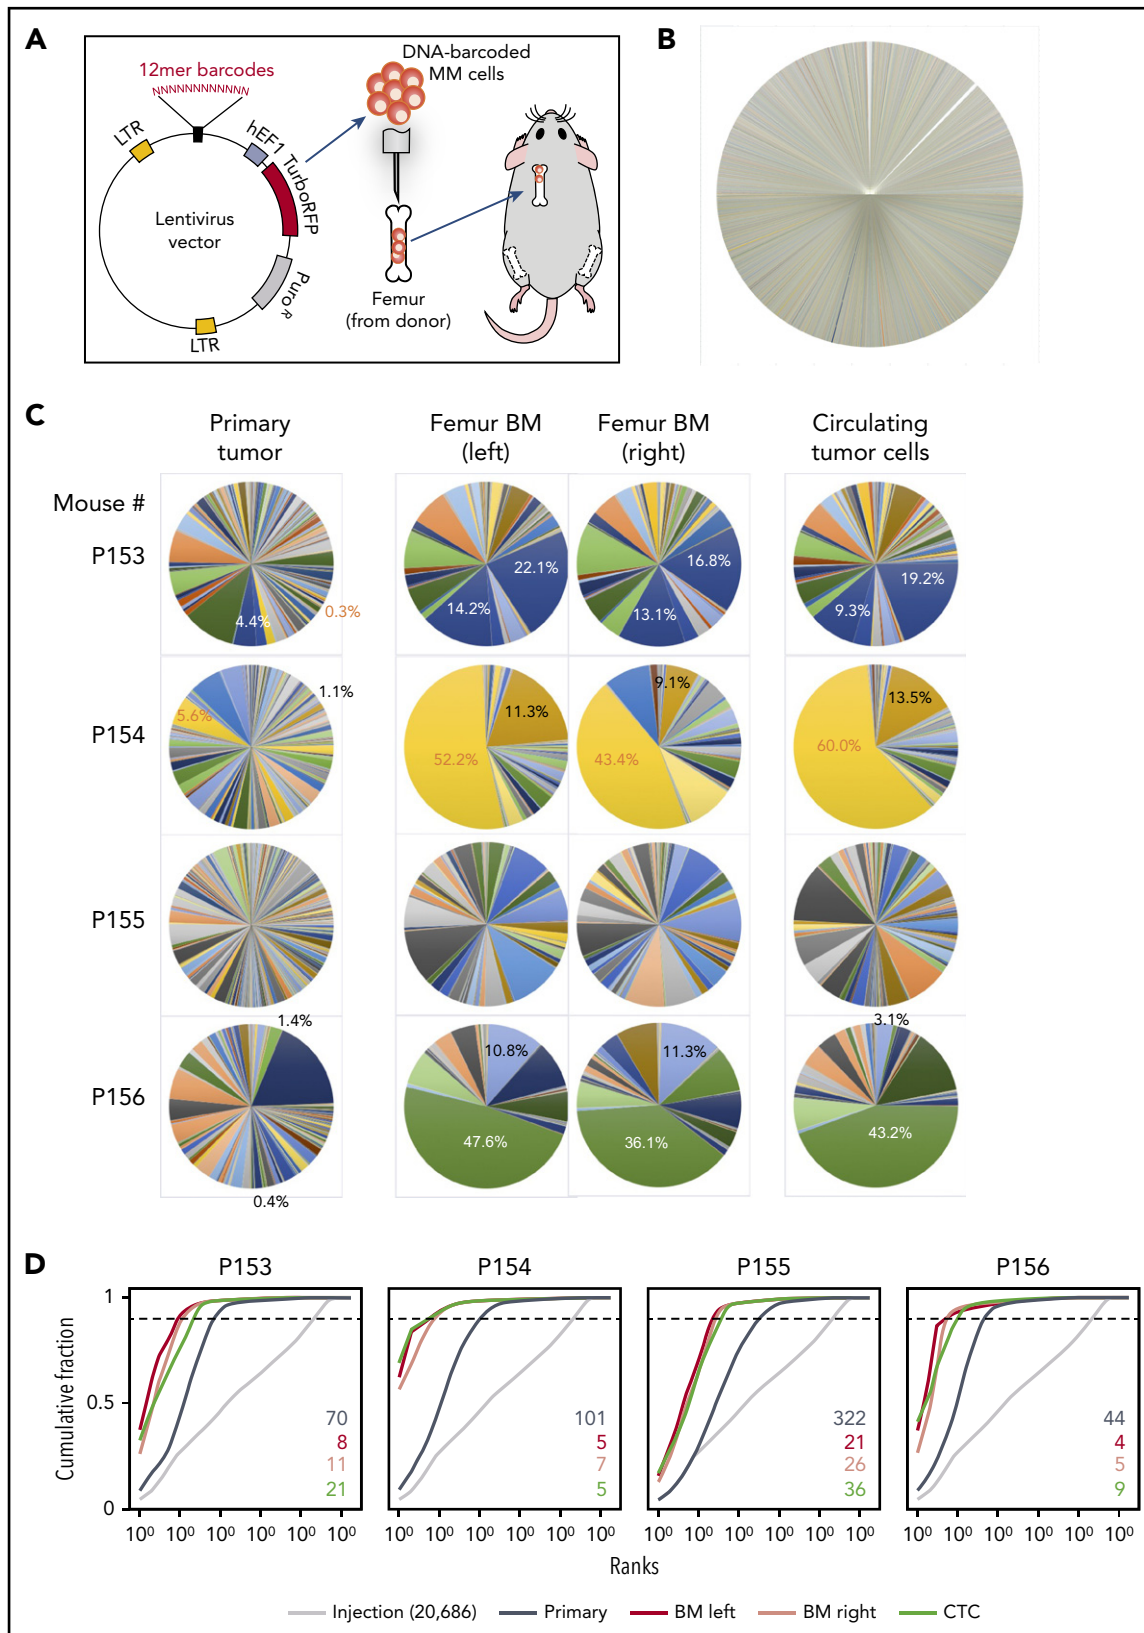 A
12mer barcodes
NNNNNNNNNNNN
LTR
hEF1
TurboRFP
Lentivirus
vector
Puro R
LTR
DNA-barcoded
MM cells
Femur
(from donor)
B
C
Primary
tumor
Femur BM
(left)
Femur BM
(right)
Circulating
tumor cells
Mouse #
P153
4.4%
0.3%
22.1%
14.2%
16.8%
13.1%
19.2%
9.3%
P154
5.6%
1.1%
52.2%
11.3%
43.4%
9.1%
60.0%
13.5%
P155
P156
1.4%
0.4%
10.8%
47.6%
11.3%
36.1%
3.1%
43.2%
D
P153
P154
P155
P156
Cumulative fraction
1
0.5
0
70
8
11
21
101
5
7
5
322
21
26
36
44
4
5
9
10⁰ 10⁰ 10⁰ 10⁰ 10⁰ 10⁰
10⁰ 10⁰ 10⁰ 10⁰ 10⁰ 10⁰
10⁰ 10⁰ 10⁰ 10⁰ 10⁰ 10⁰
10⁰ 10⁰ 10⁰ 10⁰ 10⁰ 10⁰
Ranks
Injection (20,686) Primary BM left BM right CTC